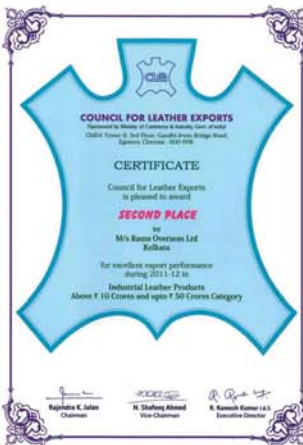 cle
COUNCIL FOR LEATHER EXPORTS
(Sponsored by Ministry of Commerce & Industry, Govt. of India)
CMDA Tower II, 3rd Floor, Gandhi Irwin Bridge Road,
Egmore, Chennai - 600 008
CERTIFICATE
Council for Leather Exports
is pleased to award
SECOND PLACE
to
M/s Rama Overseas Ltd
Kolkata
for excellent export performance
during 2011-12 in
Industrial Leather Products
Above ₹ 10 Crores and upto ₹ 50 Crores Category
Rajendra K. Jalan
Chairman
N. Shafeeq Ahmed
Vice-Chairman
R. Ramesh Kumar I.A.S
Executive Director